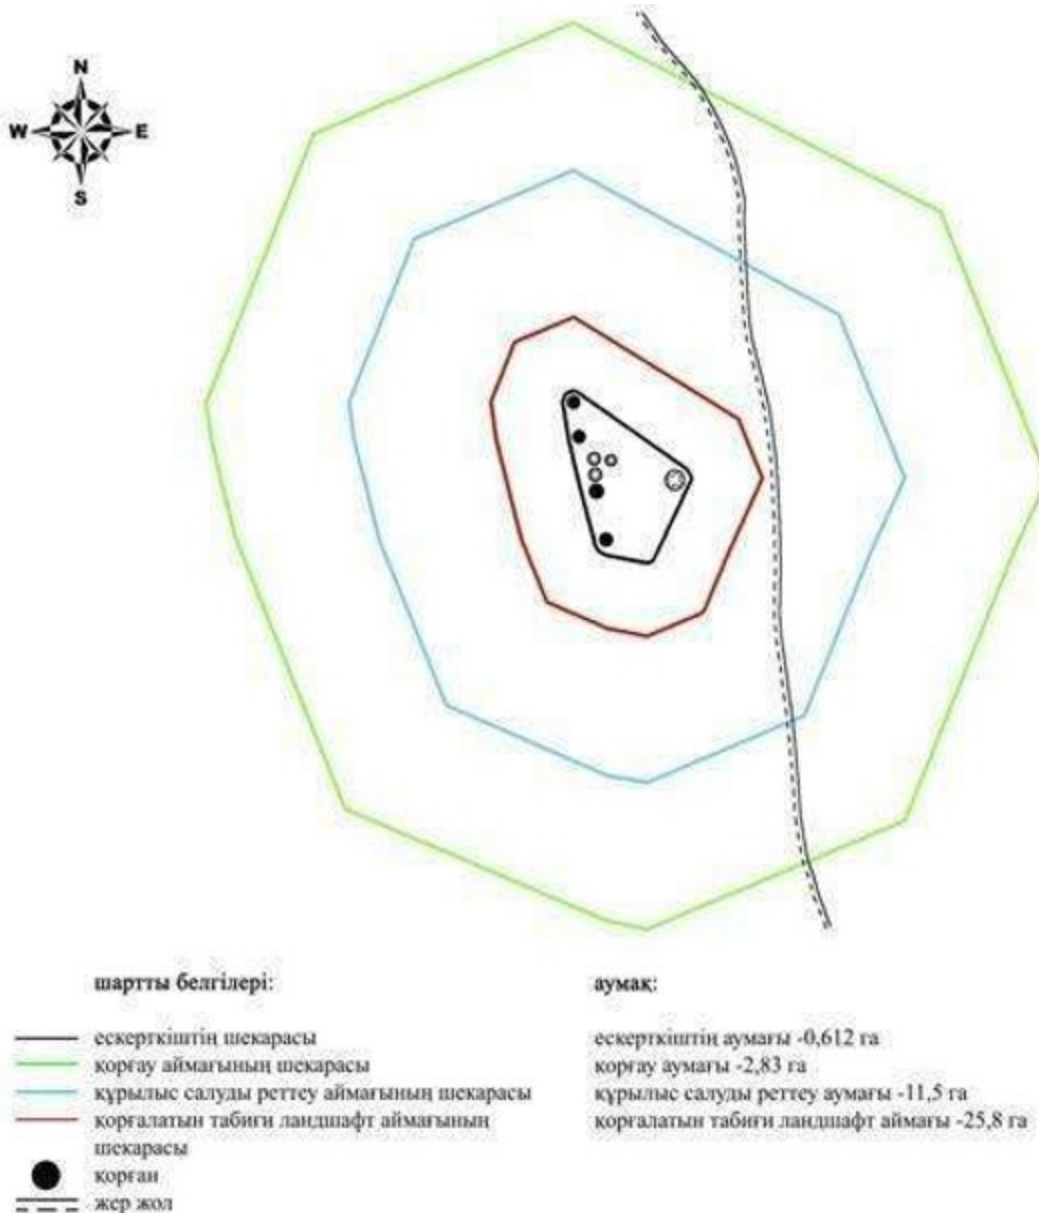 N
W E
S
шартты белгілері:
ескерткіштің шекарасы
қорғау аймағының шекарасы
құрылыс салуды реттеу аймағының шекарасы
қорғалатын табиғи ландшафт аймағының
шекарасы
қорған
жер жол
аумақ:
ескерткіштің аумағы -0,612 га
қорғау аумағы -2,83 га
құрылыс салуды реттеу аумағы -11,5 га
қорғалатын табиғи ландшафт аймағы -25,8 га